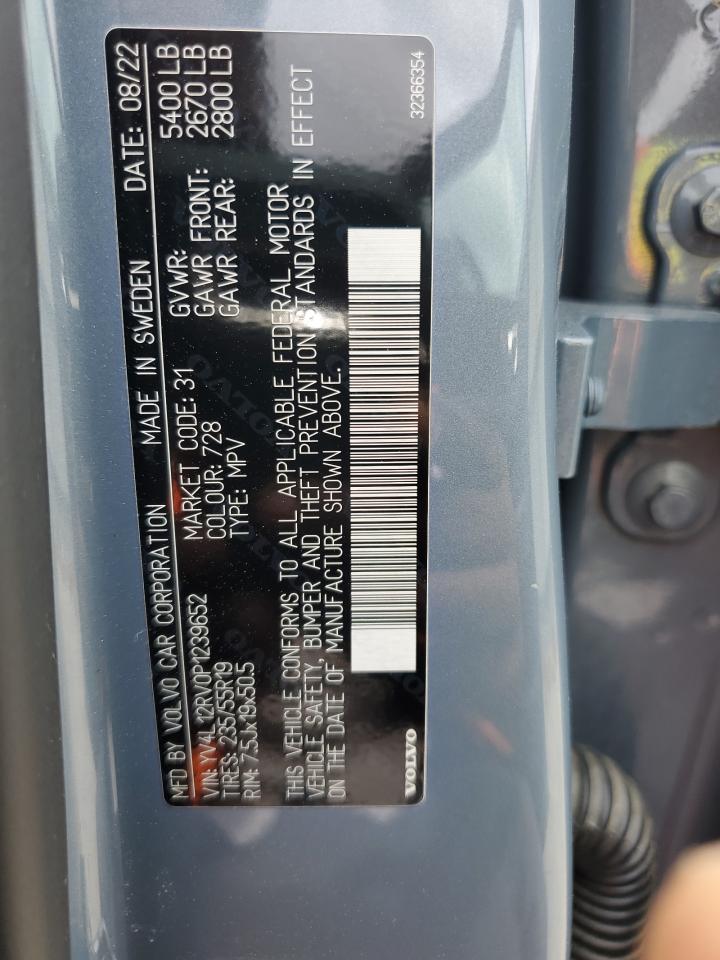 MFD BY VOLVO CAR CORPORATION MADE IN SWEDEN DATE: 08/22
VIN: YV4L12RV0P1239652 MARKET CODE: 31 GVWR: 5400 LB
TIRES: 235/55R19 COLOUR: 728 GAWR FRONT: 2670 LB
RIM: 7.5Jx19x50.5 TYPE: MPV GAWR REAR: 2800 LB
THIS VEHICLE CONFORMS TO ALL APPLICABLE FEDERAL MOTOR
VEHICLE SAFETY, BUMPER AND THEFT PREVENTION STANDARDS IN EFFECT
ON THE DATE OF MANUFACTURE SHOWN ABOVE.
VOLVO 32366354